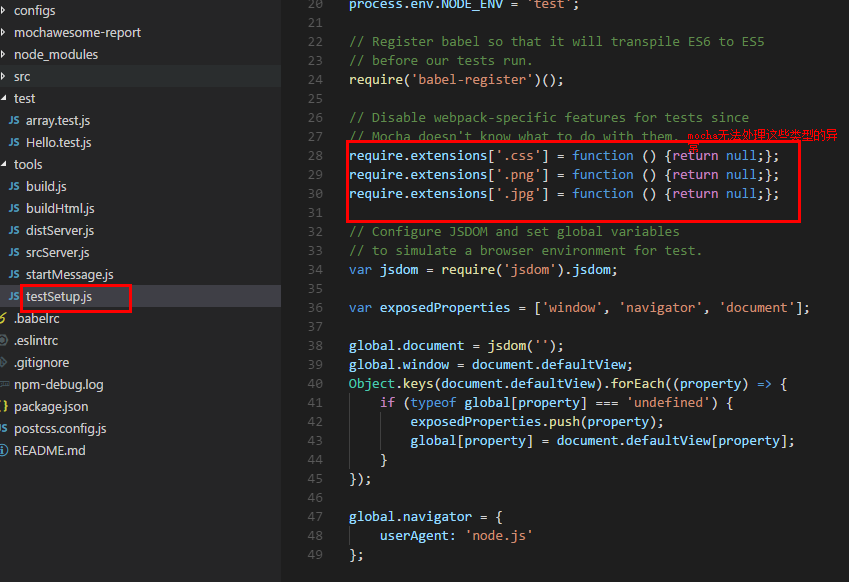 configs
mochawesome-report
node_modules
src
test
JS array.test.js
JS Hello.test.js
tools
JS build.js
JS buildHtml.js
JS distServer.js
JS srcServer.js
JS startMessage.js
JS testSetup.js
.babelrc
.eslintrc
.gitignore
npm-debug.log
package.json
JS postcss.config.js
README.md
20 process.env.NODE_ENV = 'test';
21
22 // Register babel so that it will transpile ES6 to ES5
23 // before our tests run.
24 require('babel-register')();
25
26 // Disable webpack-specific features for tests since
27 // Mocha doesn't know what to do with them.
mocha无法处理这些类型的异常
28 require.extensions['.css'] = function () {return null;};
29 require.extensions['.png'] = function () {return null;};
30 require.extensions['.jpg'] = function () {return null;};
31
32 // Configure JSDOM and set global variables
33 // to simulate a browser environment for test.
34 var jsdom = require('jsdom').jsdom;
35
36 var exposedProperties = ['window', 'navigator', 'document'];
37
38 global.document = jsdom('');
39 global.window = document.defaultView;
40 Object.keys(document.defaultView).forEach((property) => {
41 if (typeof global[property] === 'undefined') {
42 exposedProperties.push(property);
43 global[property] = document.defaultView[property];
44 }
45 });
46
47 global.navigator = {
48 userAgent: 'node.js'
49 };